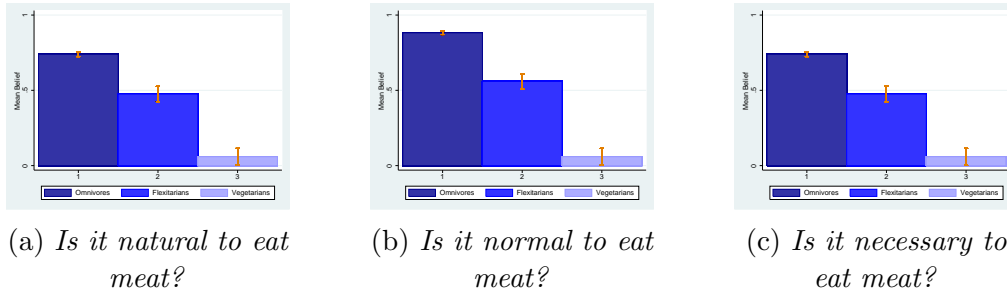 1
.5
0
Mean Belief
1 2 3
Omnivores Flexitarians Vegetarians
(a) Is it natural to eat
meat?
1
.5
0
Mean Belief
1 2 3
Omnivores Flexitarians Vegetarians
(b) Is it normal to eat
meat?
1
.5
0
Mean Belief
1 2 3
Omnivores Flexitarians Vegetarians
(c) Is it necessary to
eat meat?